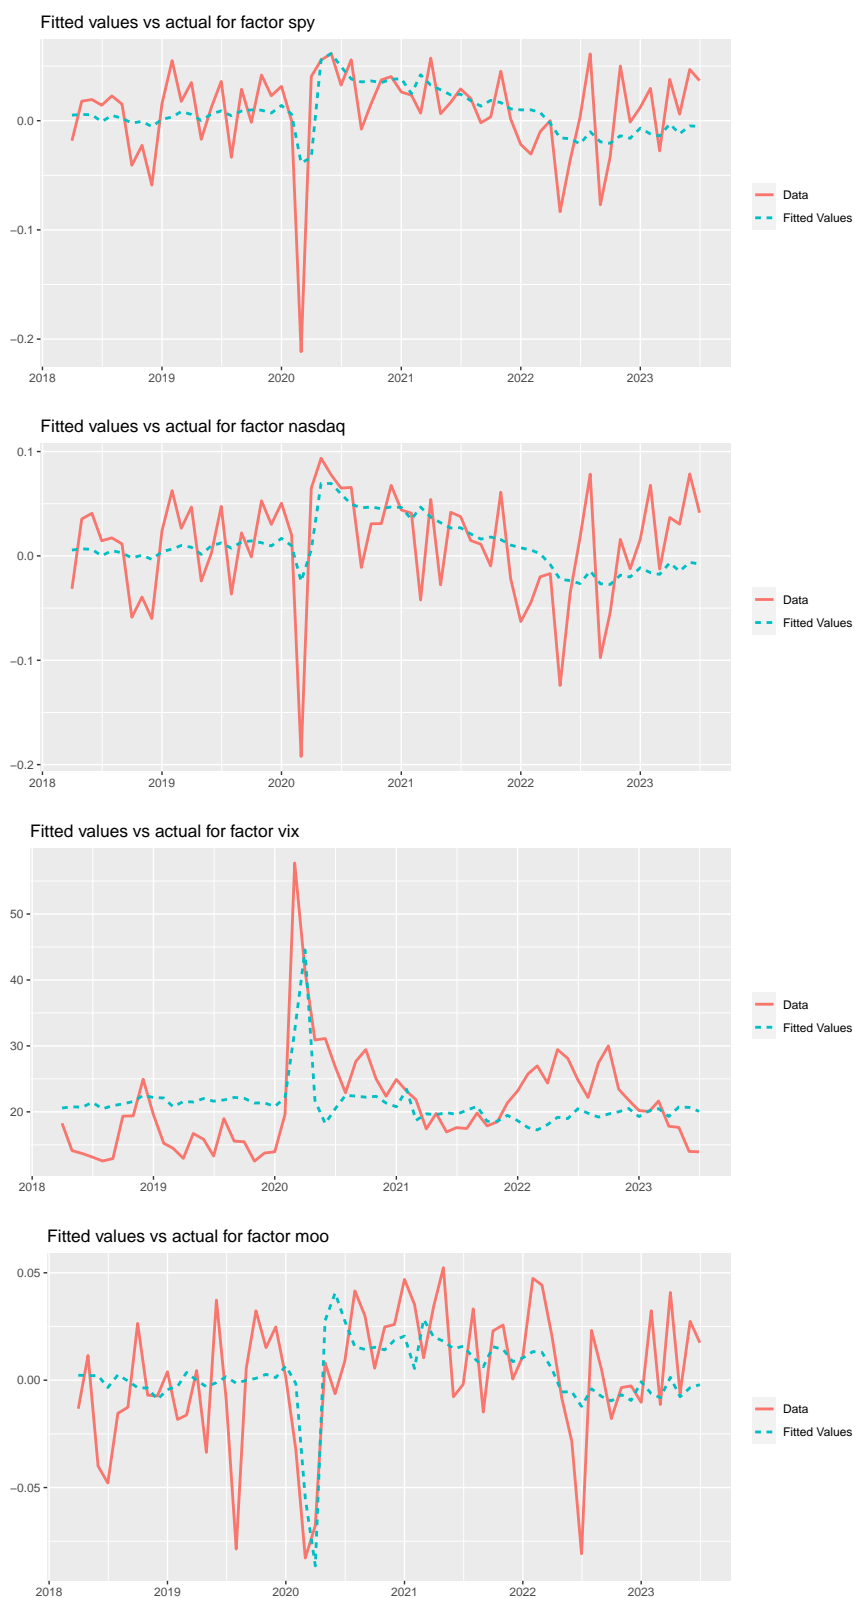 Fitted values vs actual for factor spy
0.0
−0.1
−0.2
2018 2019 2020 2021 2022 2023
Data
Fitted Values
Fitted values vs actual for factor nasdaq
0.1
0.0
−0.1
−0.2
2018 2019 2020 2021 2022 2023
Data
Fitted Values
Fitted values vs actual for factor vix
50
40
30
20
2018 2019 2020 2021 2022 2023
Data
Fitted Values
Fitted values vs actual for factor moo
0.05
0.00
−0.05
2018 2019 2020 2021 2022 2023
Data
Fitted Values